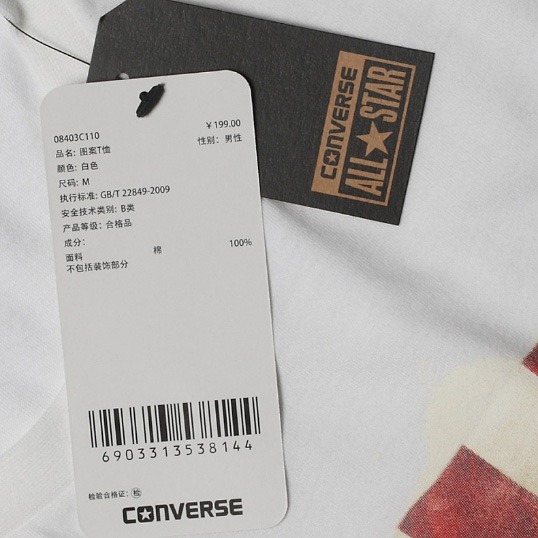 CONVERSE
ALL★STAR
08403C110 ￥199.00
品名: 图案T恤 性别: 男性
颜色: 白色
尺码: M
执行标准: GB/T 22849-2009
安全技术类别: B类
产品等级: 合格品
成分:
面料 棉 100%
不包括装饰部分
6903313538144
检验合格证: 检
CONVERSE